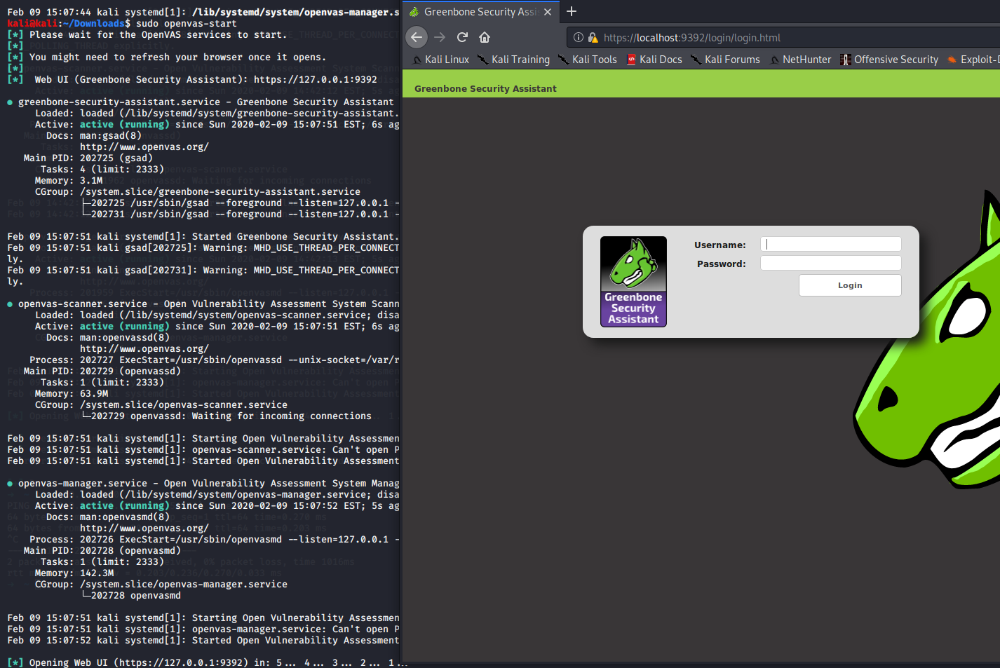 Feb 09 15:07:44 kali systemd[1]: /lib/systemd/system/openvas-manager.s
kali@kali:~/Downloads$ sudo openvas-start
[*] Please wait for the OpenVAS services to start.
[*]
[*] You might need to refresh your browser once it opens.
[*]
[*]  Web UI (Greenbone Security Assistant): https://127.0.0.1:9392
● greenbone-security-assistant.service - Greenbone Security Assistant
Loaded: loaded (/lib/systemd/system/greenbone-security-assistant.
Active: active (running) since Sun 2020-02-09 15:07:51 EST; 6s ag
Docs: man:gsad(8)
http://www.openvas.org/
Main PID: 202725 (gsad)
Tasks: 4 (limit: 2333)
Memory: 3.1M
CGroup: /system.slice/greenbone-security-assistant.service
├─202725 /usr/sbin/gsad --foreground --listen=127.0.0.1 -
└─202731 /usr/sbin/gsad --foreground --listen=127.0.0.1 -
Feb 09 15:07:51 kali systemd[1]: Started Greenbone Security Assistant.
Feb 09 15:07:51 kali gsad[202725]: Warning: MHD_USE_THREAD_PER_CONNECT
ly.
Feb 09 15:07:51 kali gsad[202731]: Warning: MHD_USE_THREAD_PER_CONNECT
ly.
● openvas-scanner.service - Open Vulnerability Assessment System Scann
Loaded: loaded (/lib/systemd/system/openvas-scanner.service; disa
Active: active (running) since Sun 2020-02-09 15:07:51 EST; 6s ag
Docs: man:openvassd(8)
http://www.openvas.org/
Process: 202727 ExecStart=/usr/sbin/openvassd --unix-socket=/var/r
Main PID: 202729 (openvassd)
Tasks: 1 (limit: 2333)
Memory: 63.9M
CGroup: /system.slice/openvas-scanner.service
└─202729 openvassd: Waiting for incoming connections
Feb 09 15:07:51 kali systemd[1]: Starting Open Vulnerability Assessmen
Feb 09 15:07:51 kali systemd[1]: openvas-scanner.service: Can't open P
Feb 09 15:07:51 kali systemd[1]: Started Open Vulnerability Assessment
● openvas-manager.service - Open Vulnerability Assessment System Manag
Loaded: loaded (/lib/systemd/system/openvas-manager.service; disa
Active: active (running) since Sun 2020-02-09 15:07:52 EST; 5s ag
Docs: man:openvasmd(8)
http://www.openvas.org/
Process: 202726 ExecStart=/usr/sbin/openvasmd --listen=127.0.0.1 -
Main PID: 202728 (openvasmd)
Tasks: 1 (limit: 2333)
Memory: 142.3M
CGroup: /system.slice/openvas-manager.service
└─202728 openvasmd
Feb 09 15:07:51 kali systemd[1]: Starting Open Vulnerability Assessmen
Feb 09 15:07:51 kali systemd[1]: openvas-manager.service: Can't open P
Feb 09 15:07:52 kali systemd[1]: Started Open Vulnerability Assessment
[*] Opening Web UI (https://127.0.0.1:9392) in: 5... 4... 3... 2... 1...
Greenbone Security Assis
https://localhost:9392/login/login.html
Kali Linux Kali Training Kali Tools Kali Docs Kali Forums NetHunter Offensive Security Exploit-D
Greenbone Security Assistant
Username:
Password:
Login
Greenbone
Security
Assistant